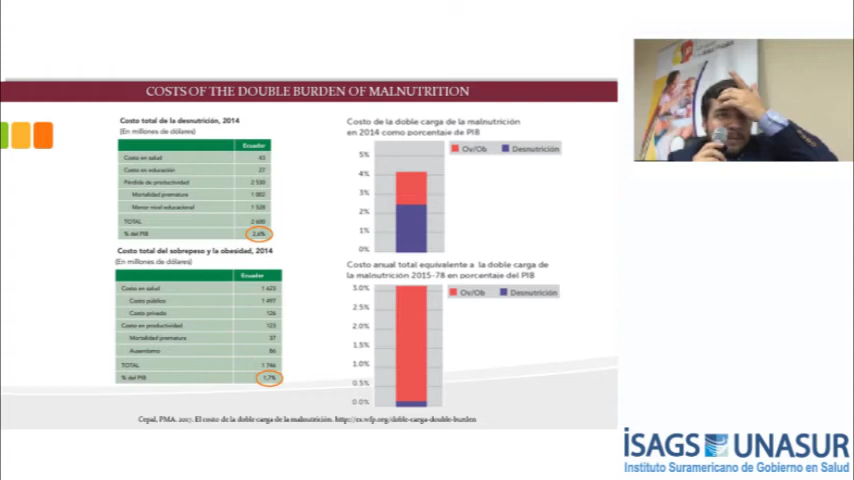 COSTS OF THE DOUBLE BURDEN OF MALNUTRITION
Costo total de la desnutrición, 2014
(En millones de dólares)
Ecuador
Costo en salud 43
Costo en educación 27
Pérdida de productividad 2 530
Mortalidad prematura 1 002
Menor nivel educacional 1 528
TOTAL 2 600
% del PIB 2,6%
Costo total del sobrepeso y la obesidad, 2014
(En millones de dólares)
Ecuador
Costo en salud 1 623
Costo público 1 497
Costo privado 126
Costo en productividad 123
Mortalidad prematura 37
Ausentismo 86
TOTAL 1 746
% del PIB 1,7%
Costo de la doble carga de la malnutrición
en 2014 como porcentaje de PIB
Ov/Ob Desnutrición
5%
4%
3%
2%
1%
0%
Costo anual total equivalente a la doble carga de
la malnutrición 2015-78 en porcentaje del PIB
Ov/Ob Desnutrición
3.0%
2.5%
2.0%
1.5%
1.0%
0.5%
0.0%
Cepal, PMA. 2017. El costo de la doble carga de la malnutrición. http://es.wfp.org/doble-carga-double-burden
iSAGS UNASUR
Instituto Suramericano de Gobierno en Salud